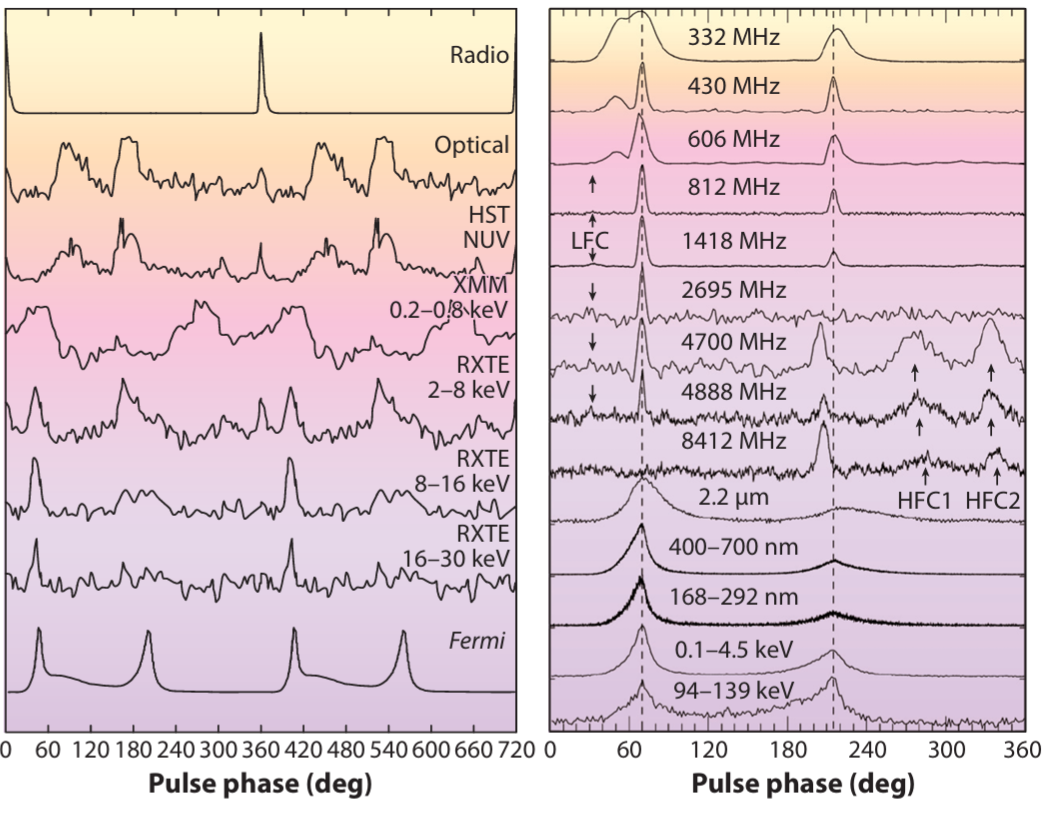 Radio
Optical
HST
NUV
XMM
0.2–0.8 keV
RXTE
2–8 keV
RXTE
8–16 keV
RXTE
16–30 keV
Fermi
0 60 120 180 240 300 360 420 480 540 600 660 720
Pulse phase (deg)
332 MHz
430 MHz
606 MHz
812 MHz
LFC
1418 MHz
2695 MHz
4700 MHz
4888 MHz
8412 MHz
HFC1 HFC2
2.2 µm
400–700 nm
168–292 nm
0.1–4.5 keV
94–139 keV
0 60 120 180 240 300 360
Pulse phase (deg)